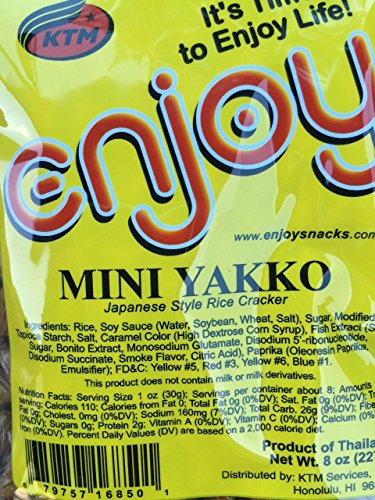 It's Tim
to Enjoy Life!
KTM
enjoy
www.enjoysnacks.com
MINI YAKKO
Japanese Style Rice Cracker
Ingredients: Rice, Soy Sauce (Water, Soybean, Wheat, Salt), Sugar, Modified
Tapioca Starch, Salt, Caramel Color (High Dextrose Corn Syrup), Fish Extract (S
Sugar, Bonito Extract, Monosodium Glutamate, Disodium 5'-ribonucleotide,
Disodium Succinate, Smoke Flavor, Citric Acid), Paprika (Oleoresin Paprika,
Emulsifier); FD&C: Yellow #5, Red #3, Yellow #6, Blue #1.
This product does not contain milk or milk derivatives.
Nutrition Facts: Serving Size 1 oz (30g); Servings per container about 8; Amounts
Serving: Calories 110; Calories from Fat 0; Total Fat 0g (0%DV); Sat. Fat 0g (0%
Fat 0g; Cholest. 0mg (0%DV); Sodium 160mg (7%DV); Total Carb. 26g (9%DV); Fiber
(0%DV); Sugars 0g; Protein 2g; Vitamin A (0%DV); Vitamin C (0%DV); Calcium (0%
Iron (0%DV). Percent Daily Values (DV) are based on a 2,000 calorie diet.
Product of Thaila
Net Wt. 8 oz (22
Distributed by: KTM Services,
Honolulu, HI 96
79757 16850 1